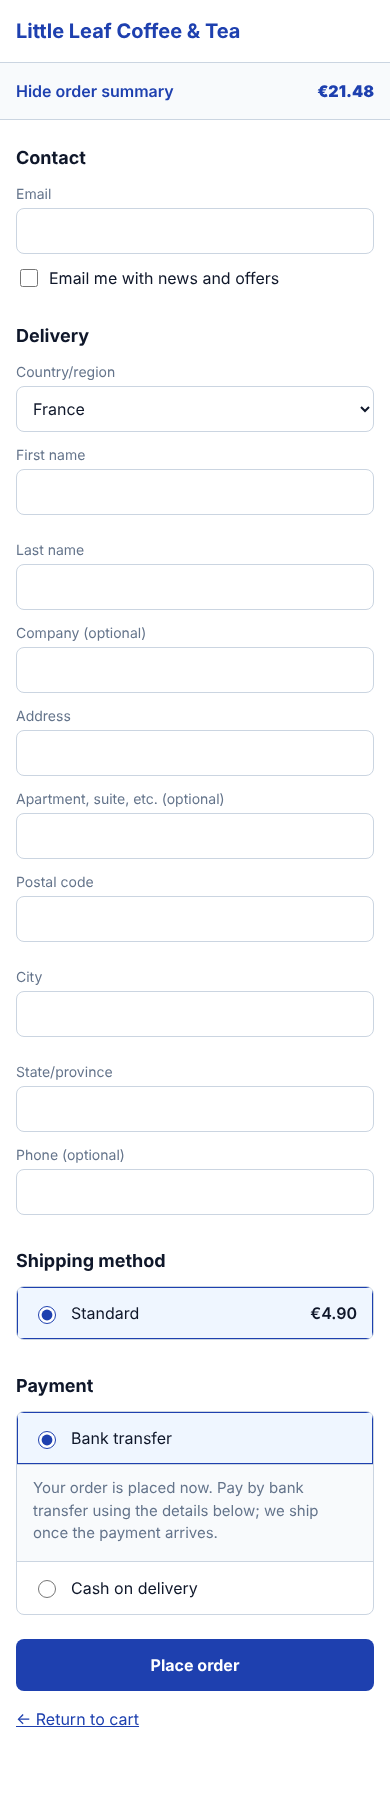 Little Leaf Coffee & Tea
Hide order summary €21.48
Contact
Email
Email me with news and offers
Delivery
Country/region
France
First name
Last name
Company (optional)
Address
Apartment, suite, etc. (optional)
Postal code
City
State/province
Phone (optional)
Shipping method
Standard €4.90
Payment
Bank transfer
Your order is placed now. Pay by bank
transfer using the details below; we ship
once the payment arrives.
Cash on delivery
Place order
← Return to cart